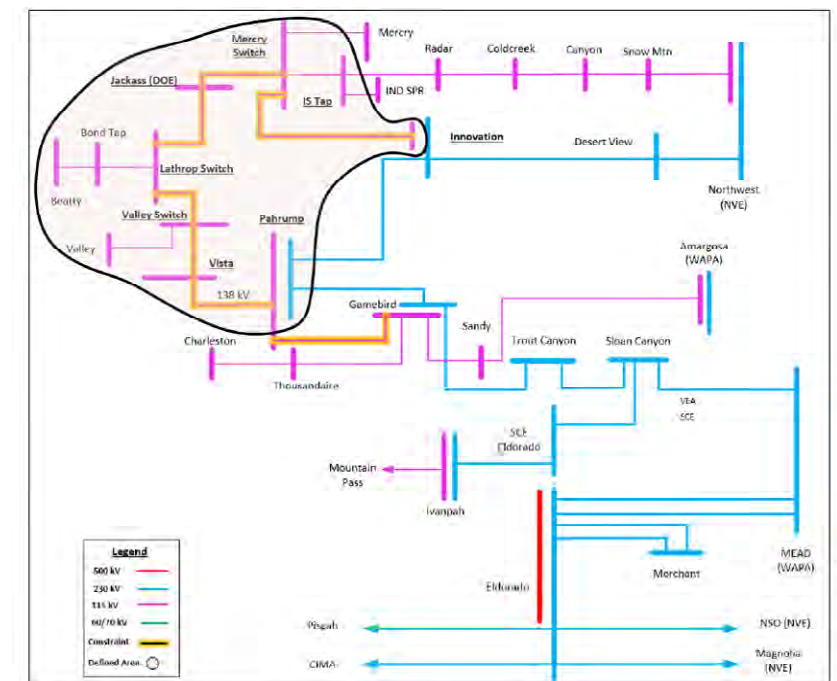 Mercry
Switch
Mercry
Radar
Coldcreek
Canyon
Snow Mtn
Jackass (DOE)
IS Tap
IND SPR
Bond Tap
Innovation
Desert View
Lathrop Switch
Beatty
Northwest
(NVE)
Valley Switch
Pahrump
Valley
Vista
Amargosa
(WAPA)
138 kV
Gamebird
Sandy
Charleston
Trout Canyon
Sloan Canyon
Thousandaire
VEA
SCE
SCE
Eldorado
Mountain
Pass
Ivanpah
Legend
500 kV
230 kV
115 kV
60/70 kV
Constraint
Defined Area
Eldorado
Merchant
MEAD
(WAPA)
Pisgah
NSO (NVE)
CIMA
Magnolia
(NVE)